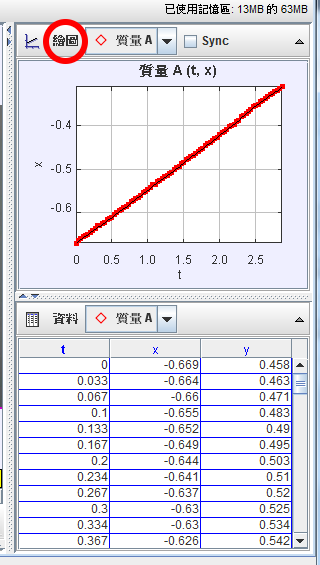 已使用記憶區: 13MB 的 63MB
繪圖 質量 A Sync
質量 A (t, x)
-0.4
-0.5
-0.6
x
0 0.5 1.0 1.5 2.0 2.5
t
資料 質量 A
t x y
0 -0.669 0.458
0.033 -0.664 0.463
0.067 -0.66 0.471
0.1 -0.655 0.483
0.133 -0.652 0.49
0.167 -0.649 0.495
0.2 -0.644 0.503
0.234 -0.641 0.51
0.267 -0.637 0.52
0.3 -0.63 0.525
0.334 -0.63 0.534
0.367 -0.626 0.542